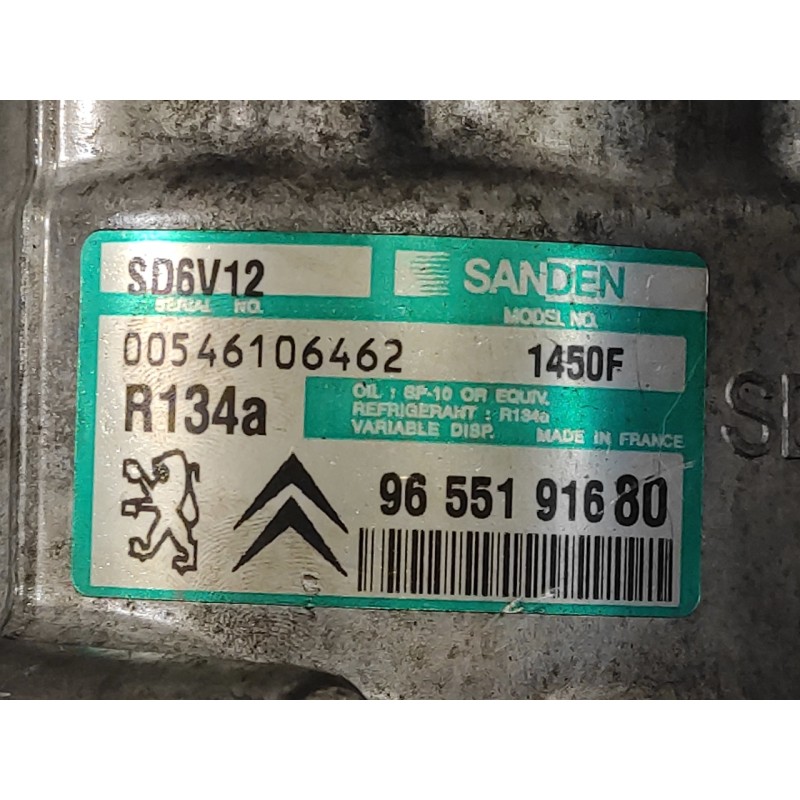 SD6V12 SANDEN
SERIAL NO. MODEL NO.
00546106462 1450F
R134a
OIL : SP-10 OR EQUIV.
REFRIGERANT : R134a
VARIABLE DISP. MADE IN FRANCE
96 551 916 80